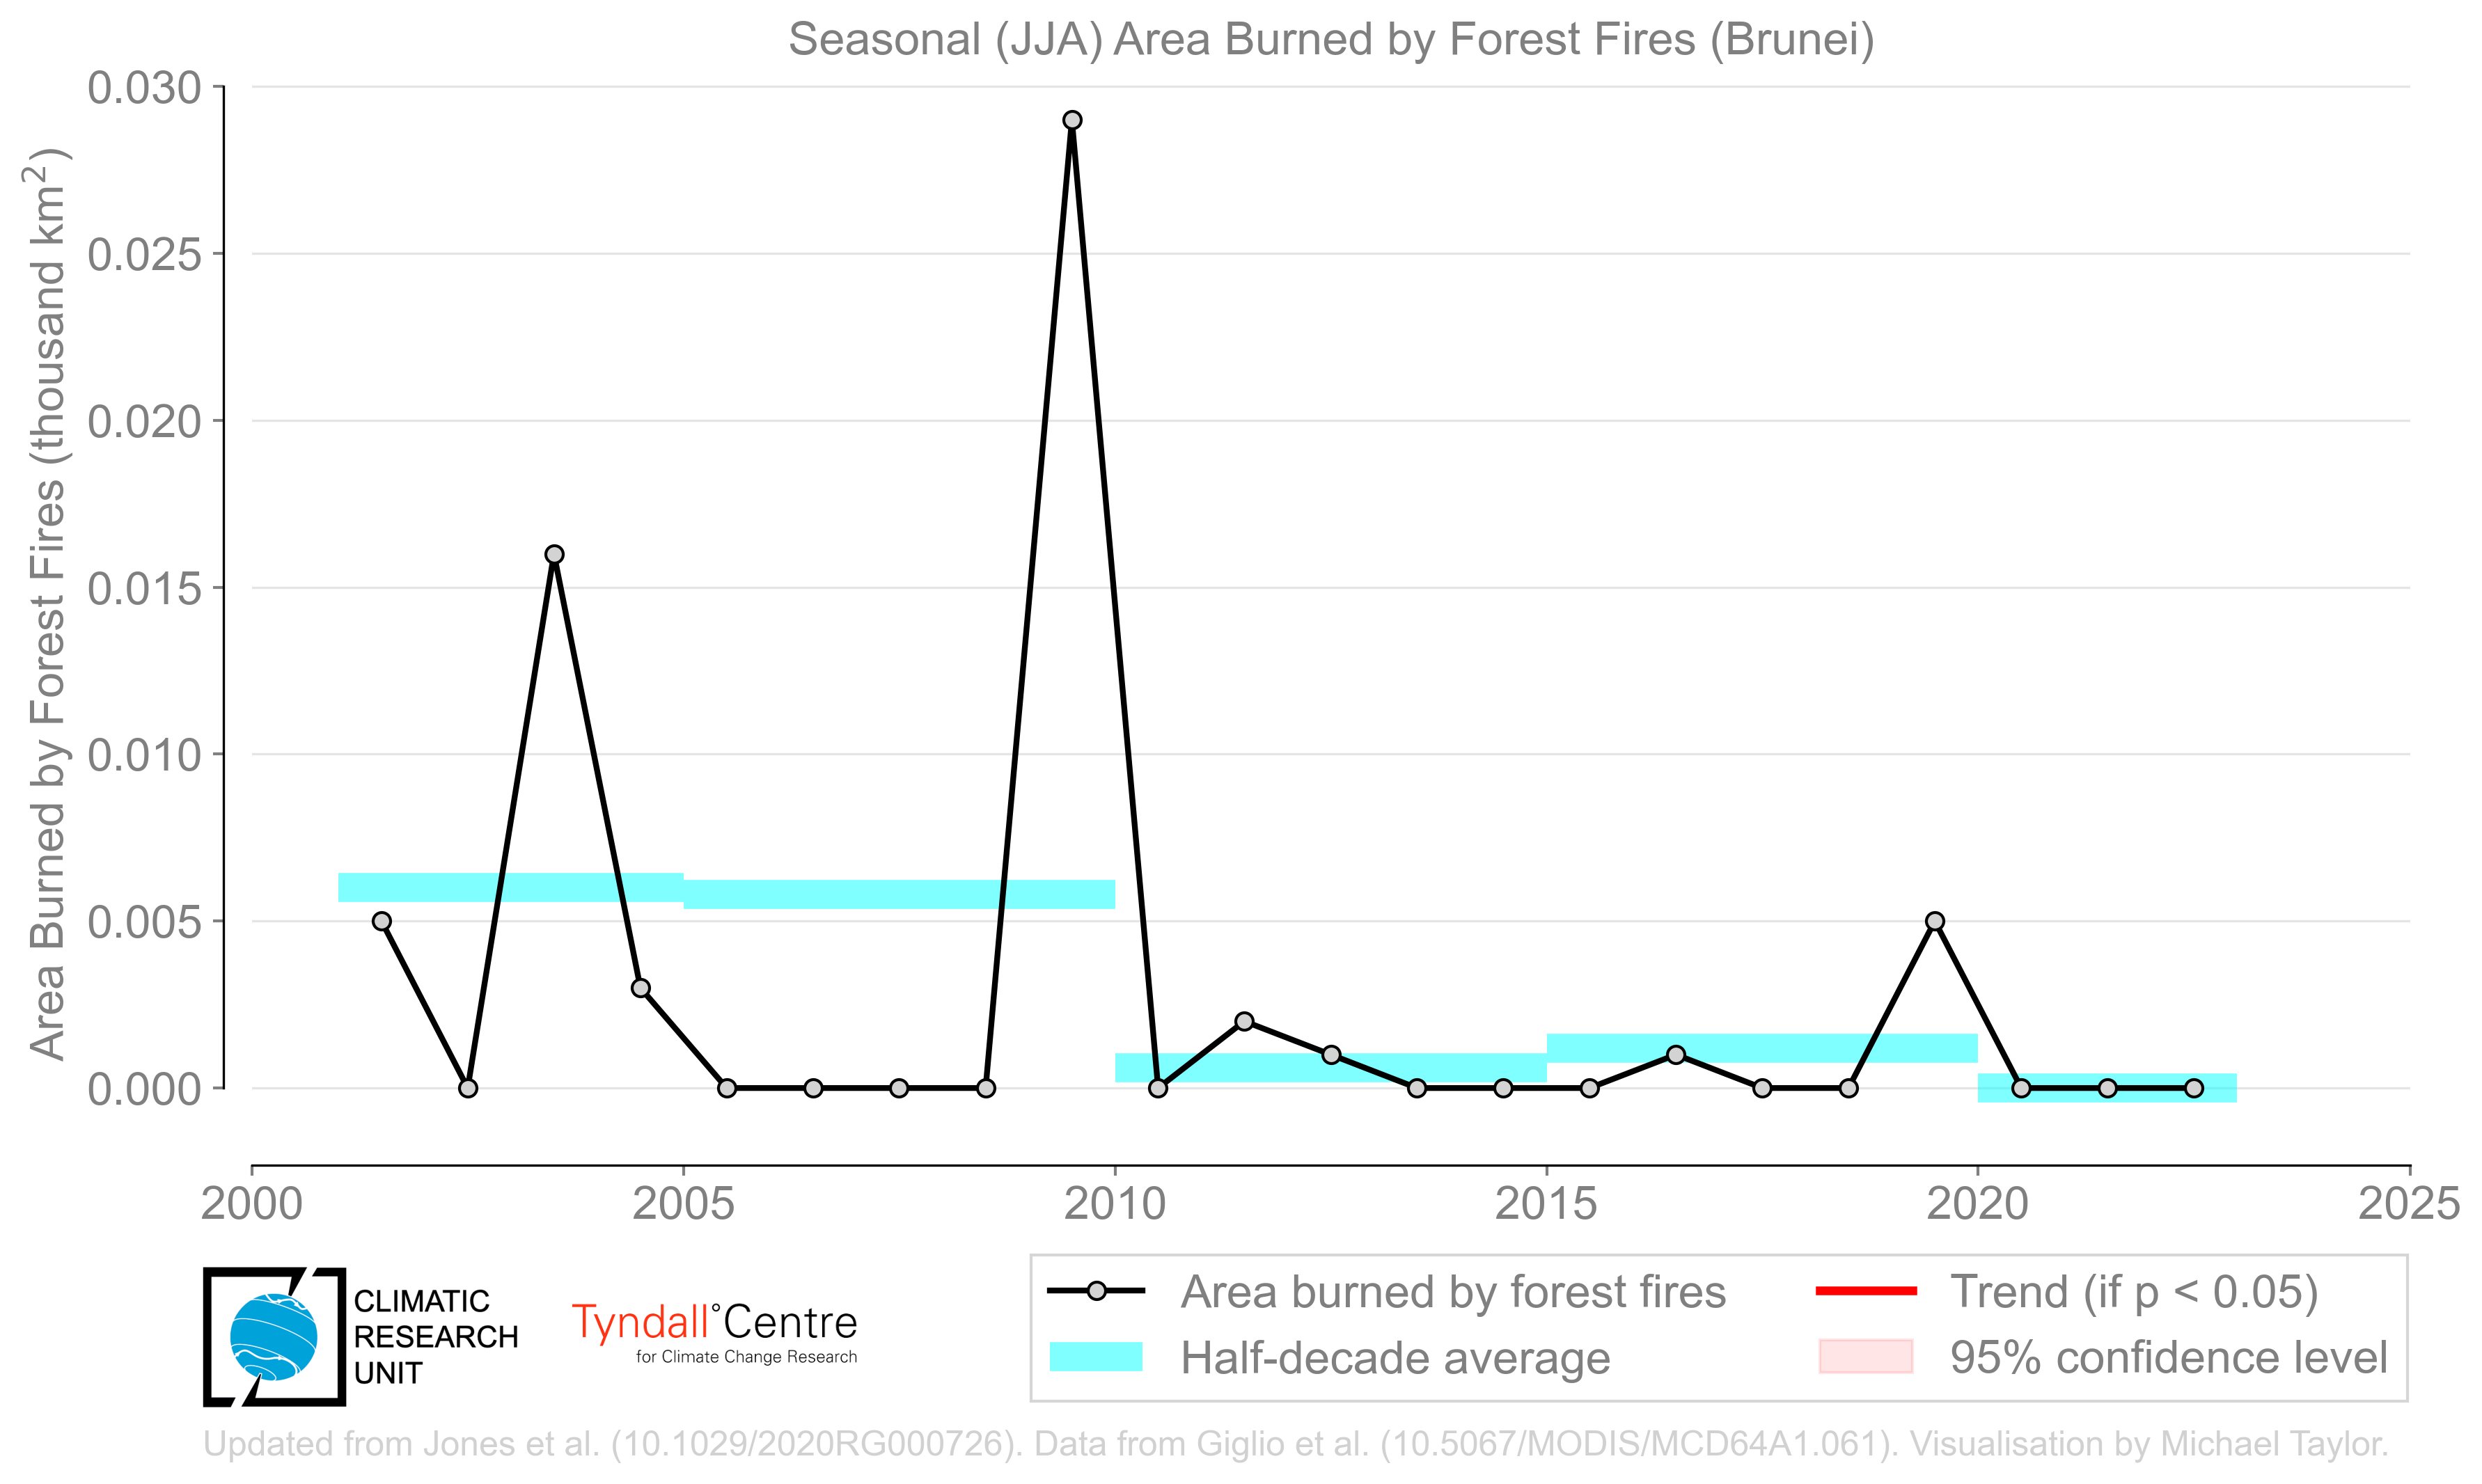 Seasonal (JJA) Area Burned by Forest Fires (Brunei)
Area Burned by Forest Fires (thousand km²)
0.030
0.025
0.020
0.015
0.010
0.005
0.000
2000 2005 2010 2015 2020 2025
CLIMATIC
RESEARCH
UNIT
Tyndall°Centre
for Climate Change Research
Area burned by forest fires
Half-decade average
Trend (if p < 0.05)
95% confidence level
Updated from Jones et al. (10.1029/2020RG000726). Data from Giglio et al. (10.5067/MODIS/MCD64A1.061). Visualisation by Michael Taylor.